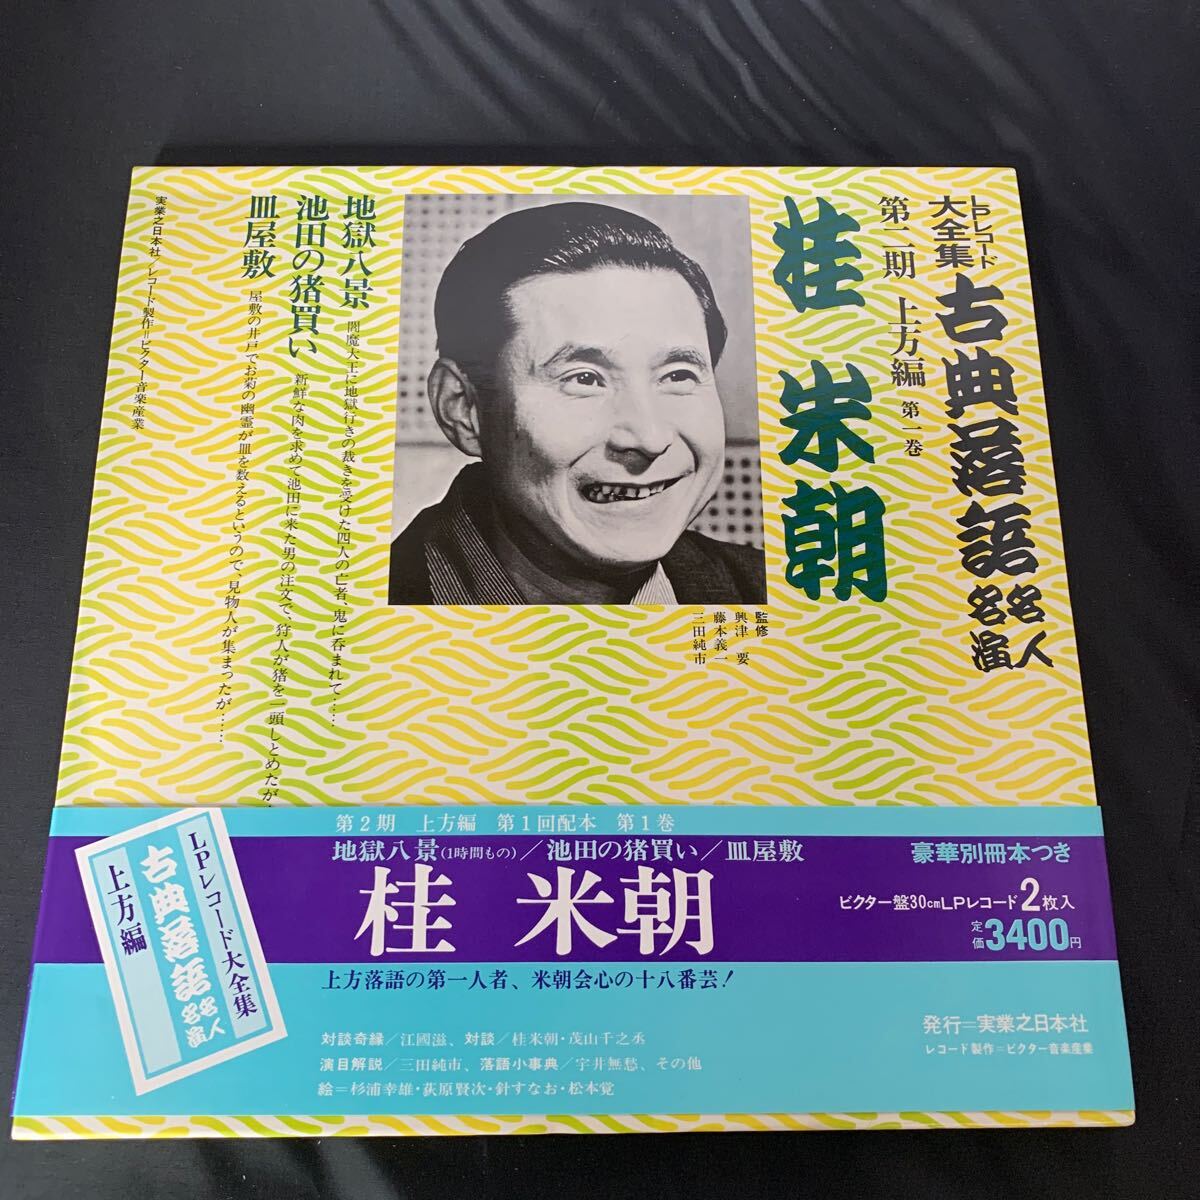 LPレコード
大全集
古典落語
名人
名演
第二期 上方編 第一巻
桂米朝
監修
興津 要
藤本義一
三田純市
地獄八景 閻魔大王に地獄行きの裁きを受けた四人の亡者、鬼に呑まれて……
池田の猪買い 新鮮な肉を求めて池田に来た男の注文で、狩人が猪を一頭しとめたが
皿屋敷 屋敷の井戸でお菊の幽霊が皿を数えるというので、見物人が集まったが……
実業之日本社/レコード製作=ビクター音楽産業
LPレコード大全集
古典落語
名人
名演
上方編
第2期 上方編 第1回配本 第1巻
地獄八景(1時間もの)/池田の猪買い/皿屋敷
桂 米朝
上方落語の第一人者、米朝会心の十八番芸!
対談奇縁/江國滋、対談/桂米朝・茂山千之丞
演目解説/三田純市、落語小事典/宇井無愁、その他
絵=杉浦幸雄・荻原賢次・針すなお・松本覚
豪華別冊本つき
ビクター盤30cmLPレコード2枚入
定価3400円
発行=実業之日本社
レコード製作=ビクター音楽産業